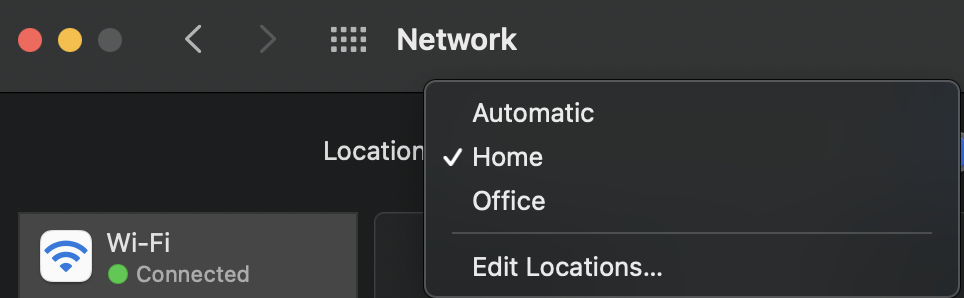 Network
Automatic
Location
Home
Office
Wi-Fi
Connected
Edit Locations...